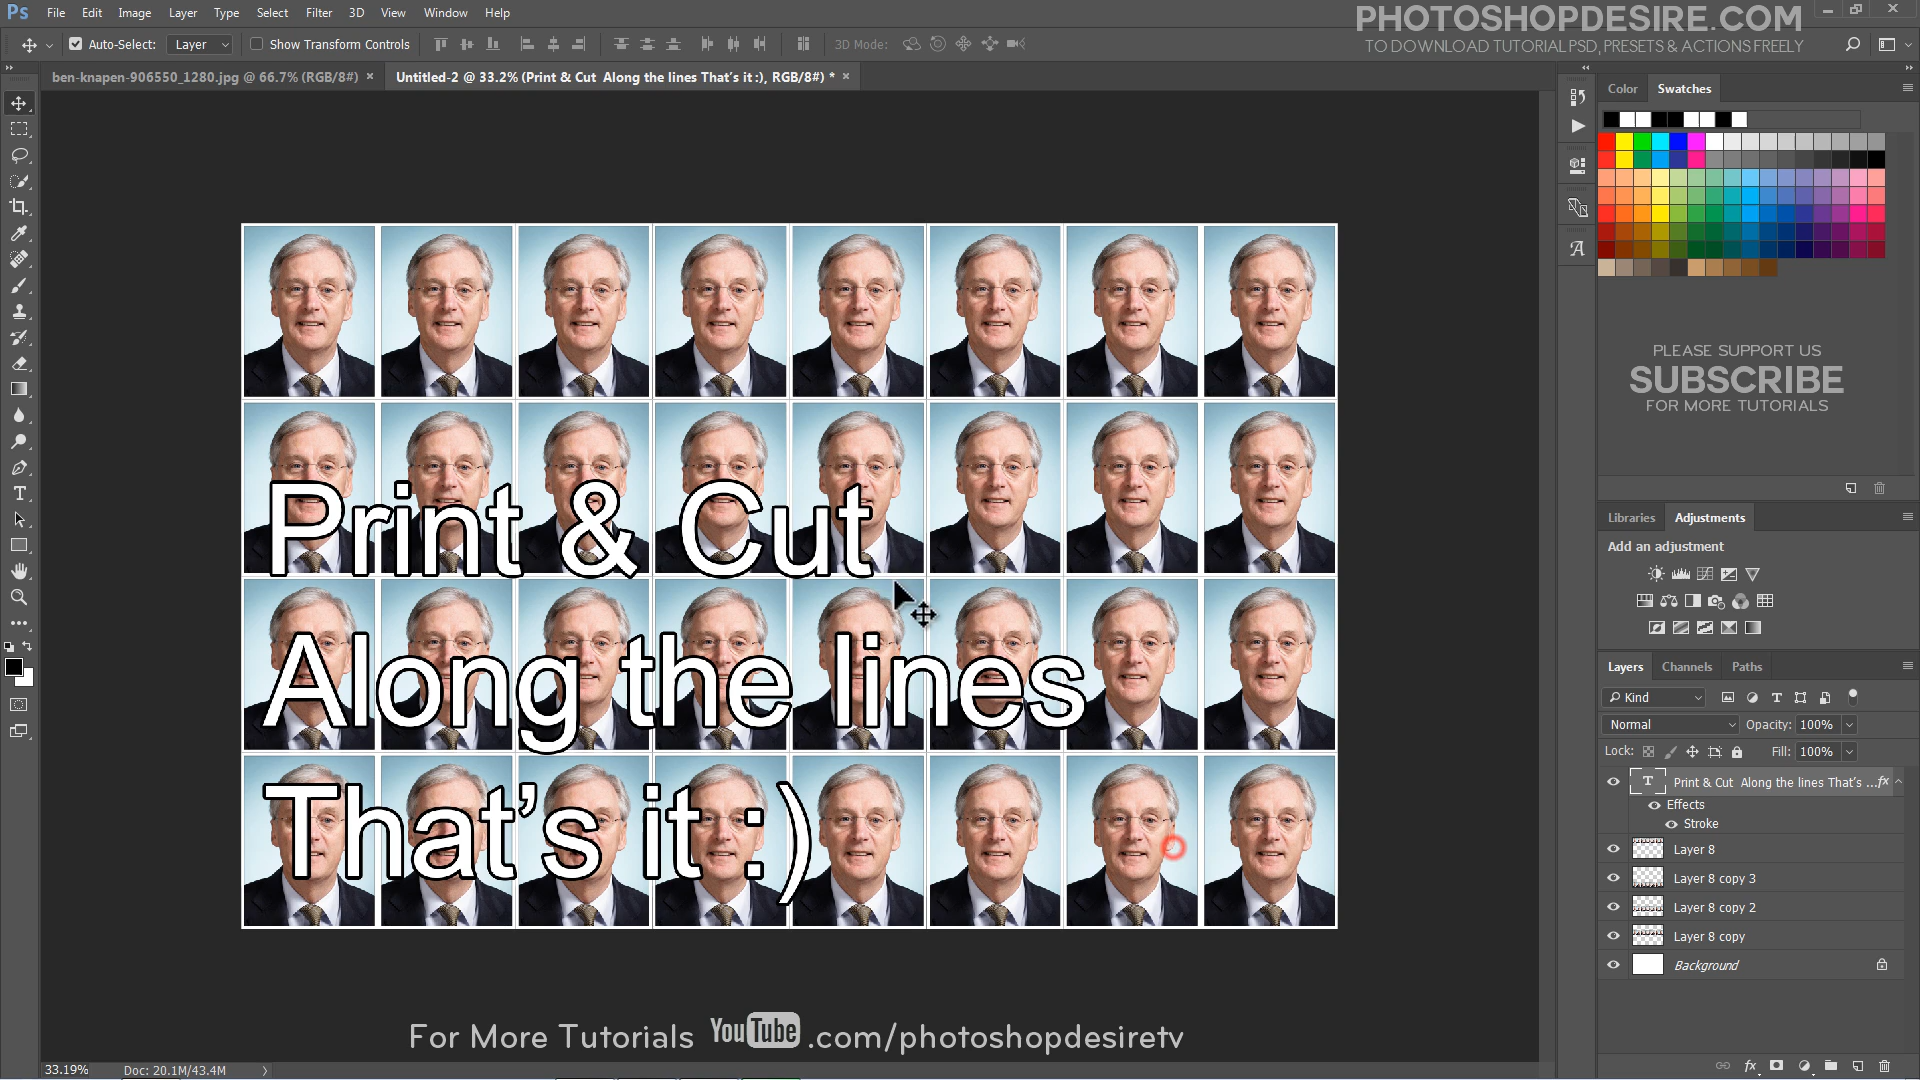 Ps File Edit Image Layer Type Select Filter 3D View Window Help
PHOTOSHOPDESIRE.COM
TO DOWNLOAD TUTORIAL PSD, PRESETS & ACTIONS FREELY
Auto-Select: Layer Show Transform Controls 3D Mode:
ben-knapen-906550_1280.jpg @ 66.7% (RGB/8#) × Untitled-2 @ 33.2% (Print & Cut Along the lines That's it :), RGB/8#) * ×
Color Swatches
PLEASE SUPPORT US
SUBSCRIBE
FOR MORE TUTORIALS
Print & Cut
Along the lines
That's it :)
Libraries Adjustments
Add an adjustment
Layers Channels Paths
Kind
Normal Opacity: 100%
Lock: Fill: 100%
T Print & Cut Along the lines That's ... fx
Effects
Stroke
Layer 8
Layer 8 copy 3
Layer 8 copy 2
Layer 8 copy
Background
For More Tutorials YouTube.com/photoshopdesiretv
33.19% Doc: 20.1M/43.4M
fx